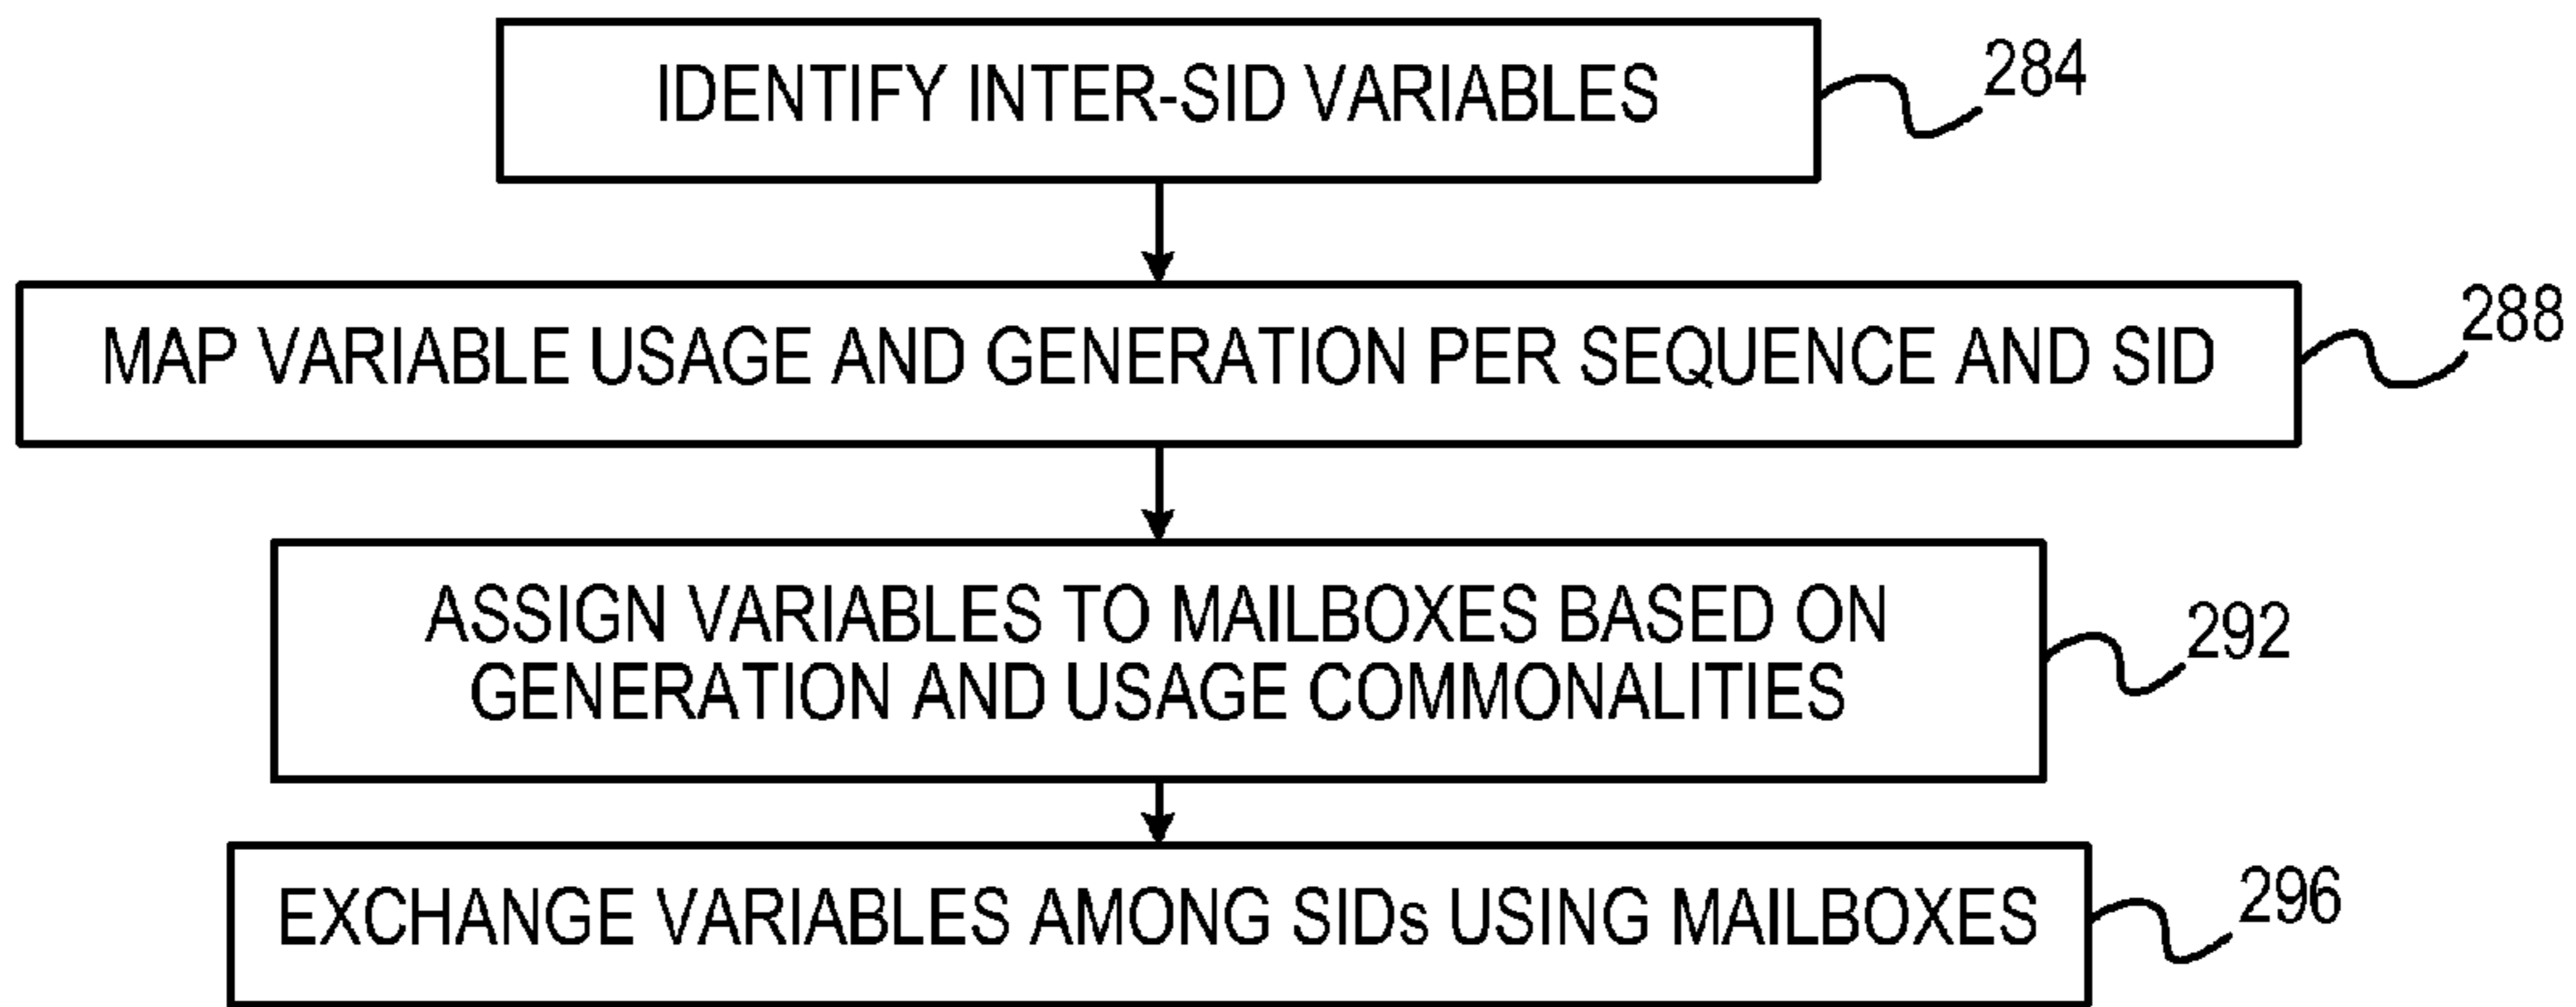 IDENTIFY INTER-SID VARIABLES
284
MAP VARIABLE USAGE AND GENERATION PER SEQUENCE AND SID
288
ASSIGN VARIABLES TO MAILBOXES BASED ON
GENERATION AND USAGE COMMONALITIES
292
EXCHANGE VARIABLES AMONG SIDs USING MAILBOXES
296